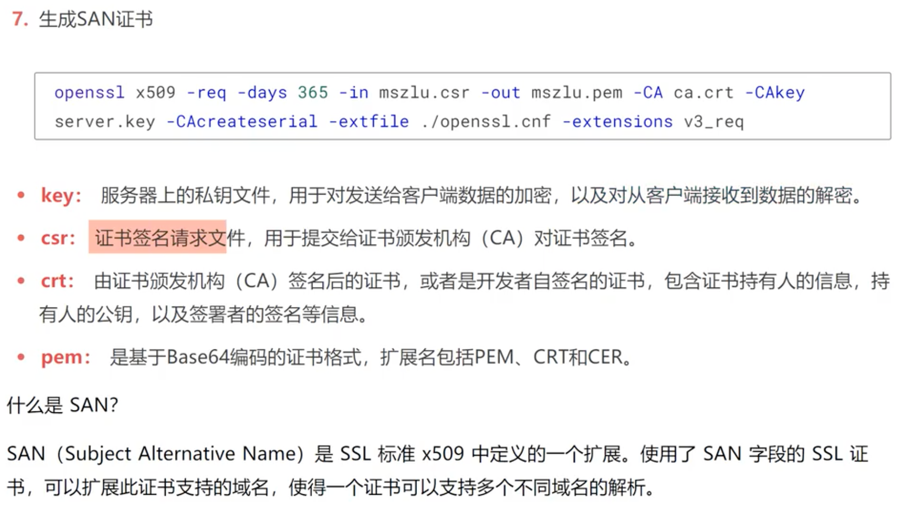 7. 生成SAN证书
openssl x509 -req -days 365 -in mszlu.csr -out mszlu.pem -CA ca.crt -CAkey
server.key -CAcreateserial -extfile ./openssl.cnf -extensions v3_req
• key： 服务器上的私钥文件，用于对发送给客户端数据的加密，以及对从客户端接收到数据的解密。
• csr： 证书签名请求文件，用于提交给证书颁发机构（CA）对证书签名。
• crt： 由证书颁发机构（CA）签名后的证书，或者是开发者自签名的证书，包含证书持有人的信息，持
有人的公钥，以及签署者的签名等信息。
• pem： 是基于Base64编码的证书格式，扩展名包括PEM、CRT和CER。
什么是 SAN？
SAN（Subject Alternative Name）是 SSL 标准 x509 中定义的一个扩展。使用了 SAN 字段的 SSL 证
书，可以扩展此证书支持的域名，使得一个证书可以支持多个不同域名的解析。